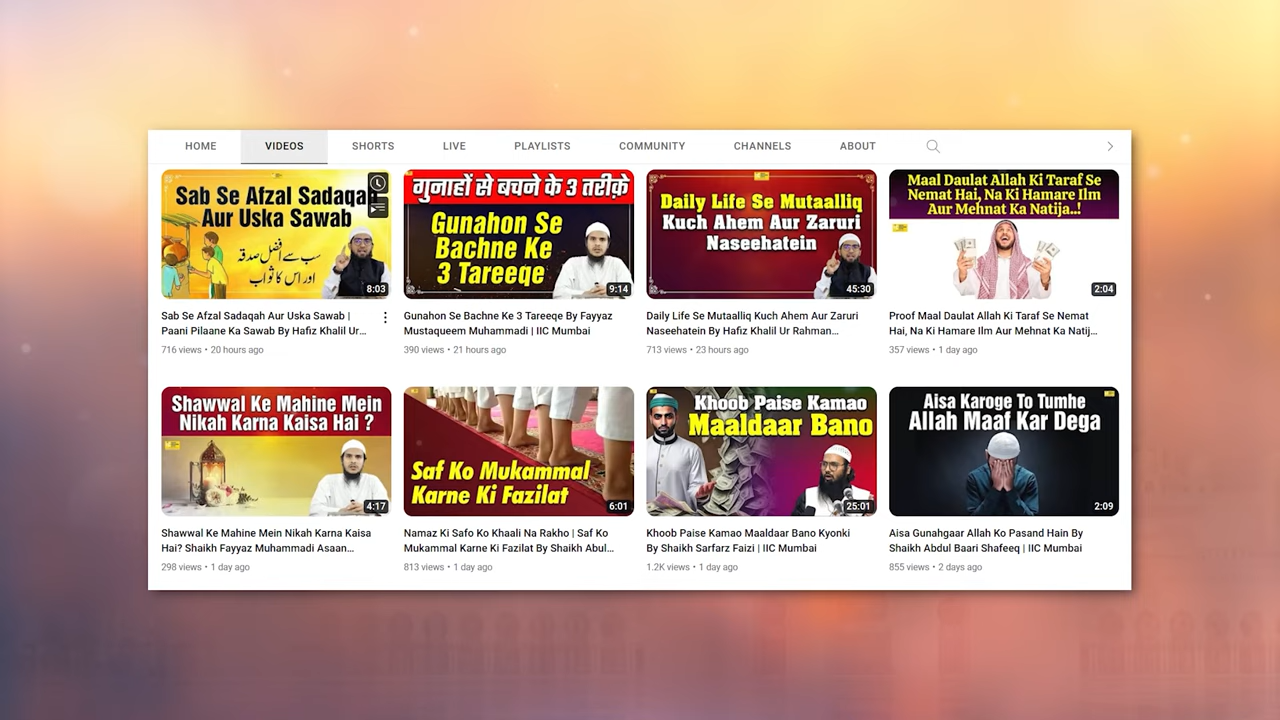 HOME VIDEOS SHORTS LIVE PLAYLISTS COMMUNITY CHANNELS ABOUT
Sab Se Afzal Sadaqah
Aur Uska Sawab
سب سے افضل صدقہ
اور اس کا ثواب
8:03
Sab Se Afzal Sadaqah Aur Uska Sawab |
Paani Pilaane Ka Sawab By Hafiz Khalil Ur...
716 views • 20 hours ago
गुनाहों से बचने के 3 तरीक़े
Gunahon Se
Bachne Ke
3 Tareeqe
9:14
Gunahon Se Bachne Ke 3 Tareeqe By Fayyaz
Mustaqueem Muhammadi | IIC Mumbai
390 views • 21 hours ago
Daily Life Se Mutaalliq
Kuch Ahem Aur Zaruri
Naseehatein
45:30
Daily Life Se Mutaalliq Kuch Ahem Aur Zaruri
Naseehatein By Hafiz Khalil Ur Rahman...
713 views • 23 hours ago
Maal Daulat Allah Ki Taraf Se
Nemat Hai, Na Ki Hamare Ilm
Aur Mehnat Ka Natija..!
2:04
Proof Maal Daulat Allah Ki Taraf Se Nemat
Hai, Na Ki Hamare Ilm Aur Mehnat Ka Natij...
357 views • 1 day ago
Shawwal Ke Mahine Mein
Nikah Karna Kaisa Hai ?
4:17
Shawwal Ke Mahine Mein Nikah Karna Kaisa
Hai? Shaikh Fayyaz Muhammadi Asaan...
298 views • 1 day ago
Saf Ko Mukammal
Karne Ki Fazilat
6:01
Namaz Ki Safo Ko Khaali Na Rakho | Saf Ko
Mukammal Karne Ki Fazilat By Shaikh Abul...
813 views • 1 day ago
Khoob Paise Kamao
Maaldaar Bano
25:01
Khoob Paise Kamao Maaldaar Bano Kyonki
By Shaikh Sarfarz Faizi | IIC Mumbai
1.2K views • 1 day ago
Aisa Karoge To Tumhe
Allah Maaf Kar Dega
2:09
Aisa Gunahgaar Allah Ko Pasand Hain By
Shaikh Abdul Baari Shafeeq | IIC Mumbai
855 views • 2 days ago